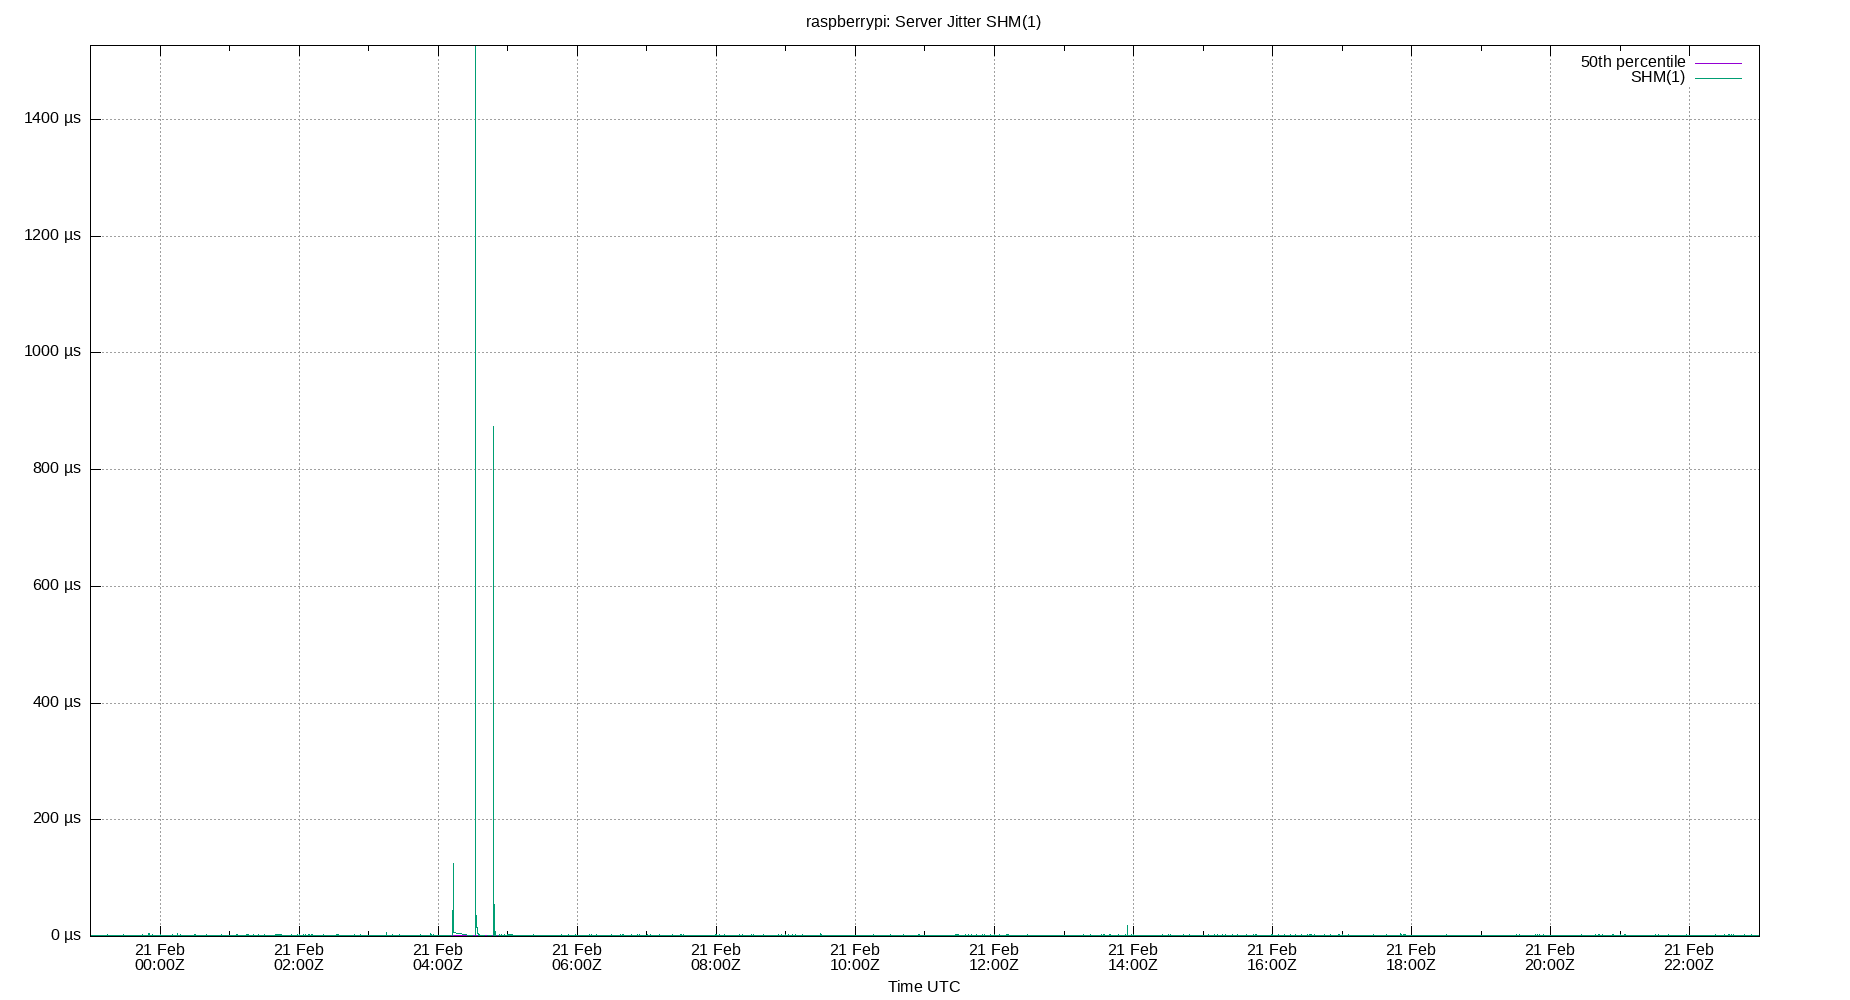 raspberrypi: Server Jitter SHM(1)
50th percentile
SHM(1)
1400 µs
1200 µs
1000 µs
800 µs
600 µs
400 µs
200 µs
0 µs
21 Feb 21 Feb 21 Feb 21 Feb 21 Feb 21 Feb 21 Feb 21 Feb 21 Feb 21 Feb 21 Feb 21 Feb
00:00Z 02:00Z 04:00Z 06:00Z 08:00Z 10:00Z 12:00Z 14:00Z 16:00Z 18:00Z 20:00Z 22:00Z
Time UTC